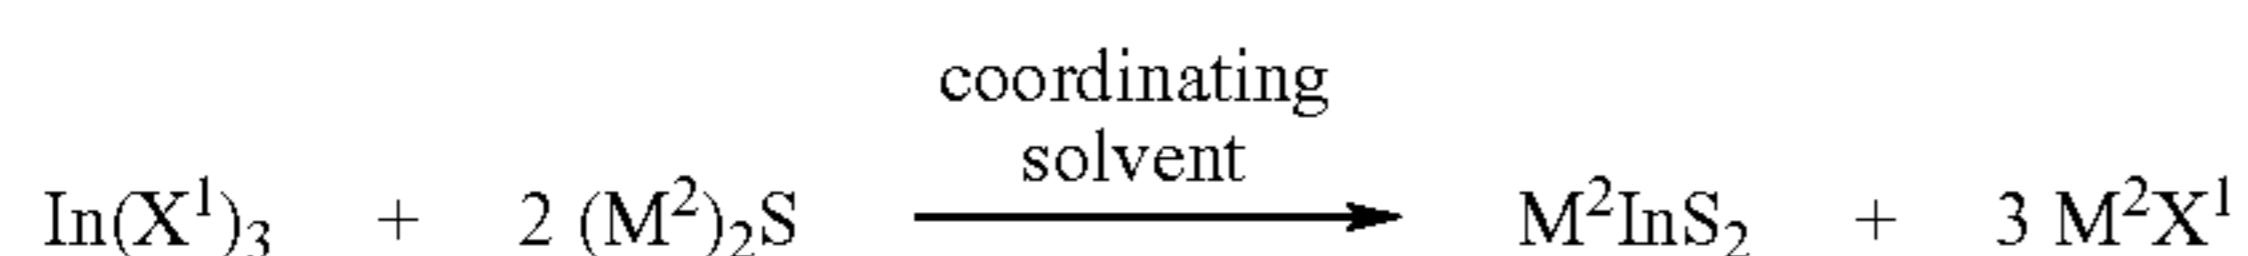 coordinating
solvent
In(X¹)₃ + 2 (M²)₂S M²InS₂ + 3 M²X¹